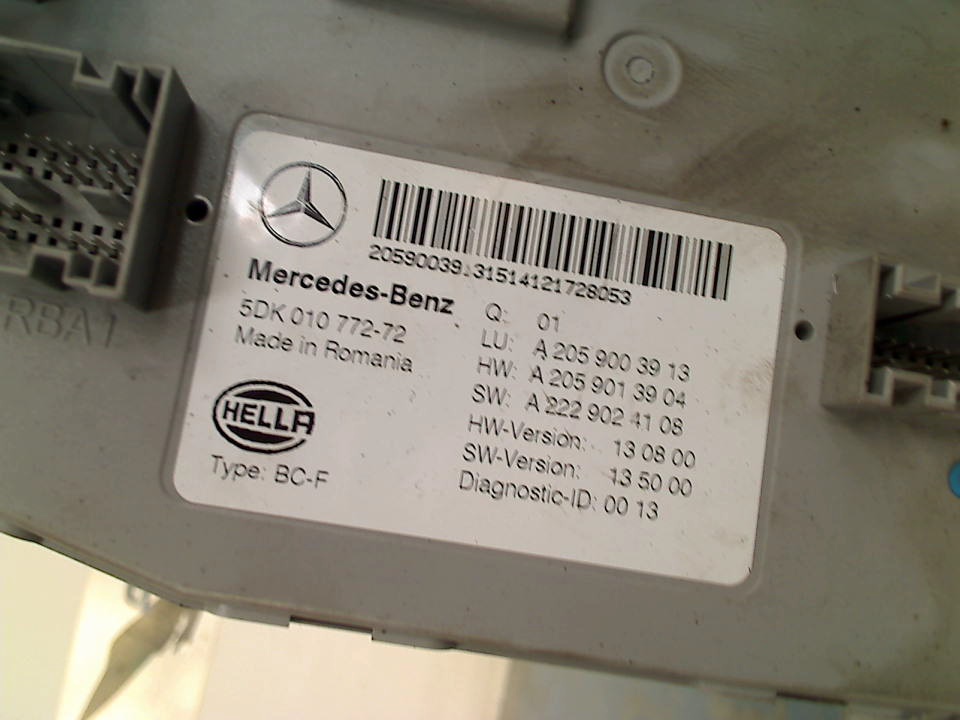 20590039131514121728053
Mercedes-Benz
5DK 010 772-72
Made in Romania
HELLA
Type: BC-F
Q: 01
LU: A 205 900 39 13
HW: A 205 901 39 04
SW: A 222 902 41 08
HW-Version: 13 08 00
SW-Version: 13 50 00
Diagnostic-ID: 00 13
RBA1